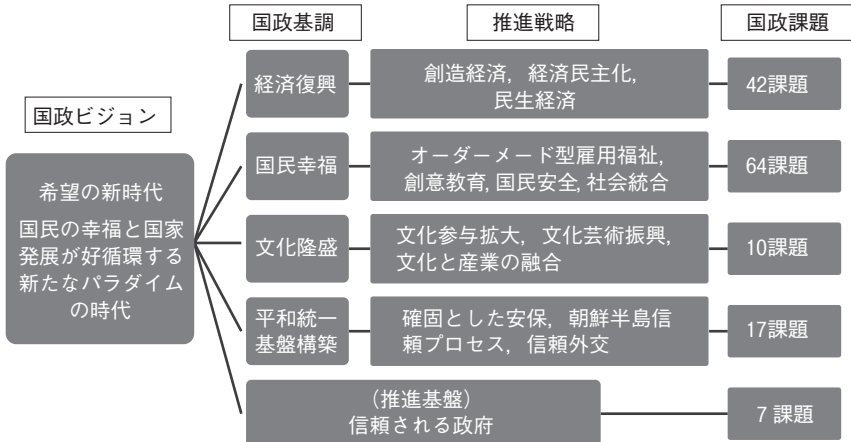 国政基調
推進戦略
国政課題
国政ビジョン
希望の新時代
国民の幸福と国家
発展が好循環する
新たなパラダイム
の時代
経済復興
創造経済，経済民主化，
民生経済
42課題
国民幸福
オーダーメード型雇用福祉，
創意教育，国民安全，社会統合
64課題
文化隆盛
文化参与拡大，文化芸術振興，
文化と産業の融合
10課題
平和統一
基盤構築
確固とした安保，朝鮮半島信
頼プロセス，信頼外交
17課題
（推進基盤）
信頼される政府
7課題